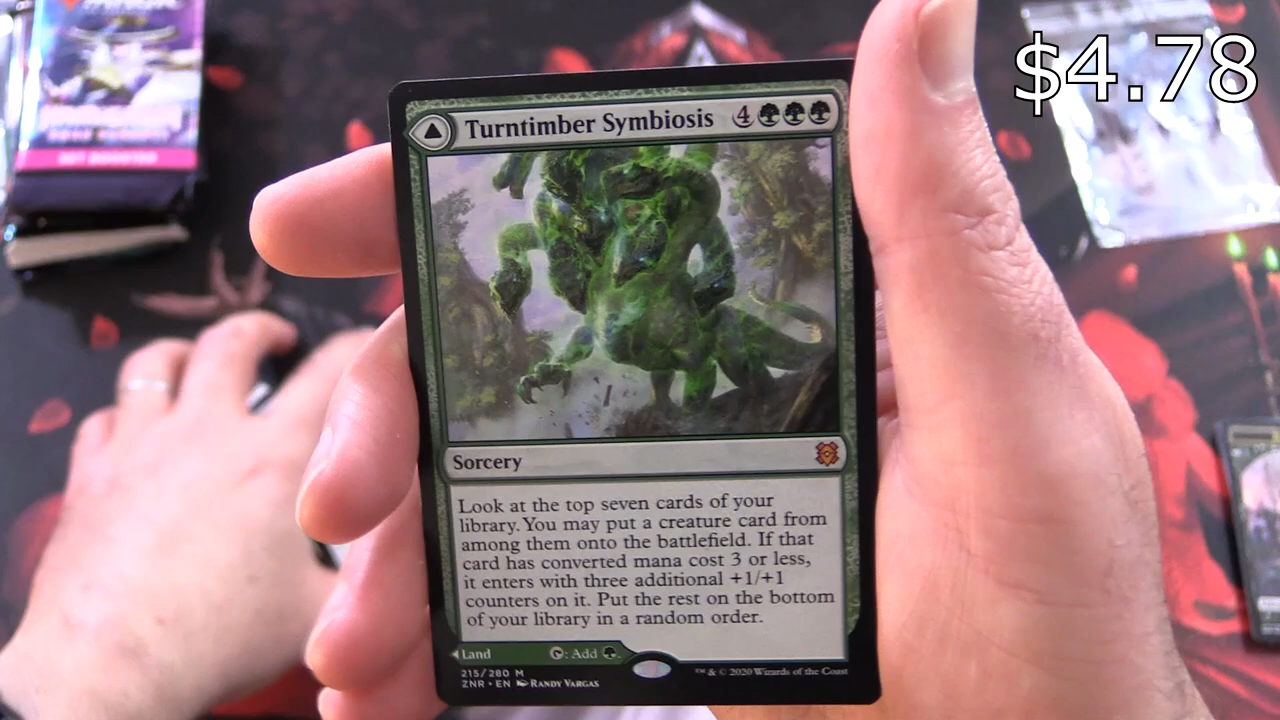 $4.78
Turntimber Symbiosis 4
Sorcery
Look at the top seven cards of your
library. You may put a creature card from
among them onto the battlefield. If that
card has converted mana cost 3 or less,
it enters with three additional +1/+1
counters on it. Put the rest on the bottom
of your library in a random order.
Land : Add .
215/280 M
ZNR • EN RANDY VARGAS
™ & © 2020 Wizards of the Coast